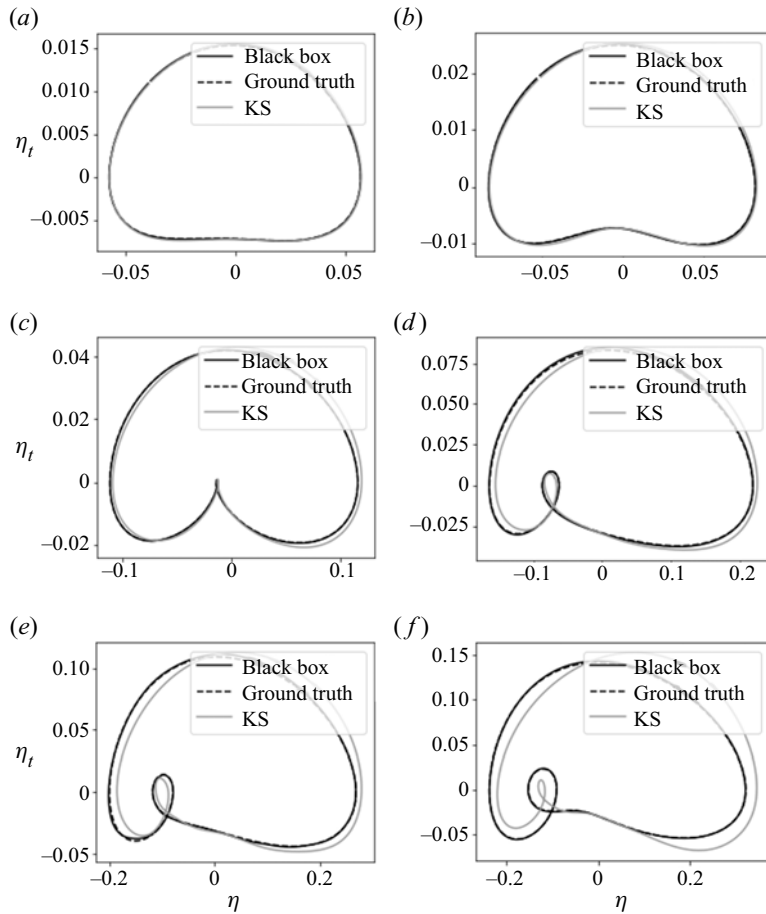 (a)
(b)
0.015
0.010
0.005
0
−0.005
η_t
Black box
Ground truth
KS
−0.05
0
0.05
0.02
0.01
0
−0.01
Black box
Ground truth
KS
−0.05
0
0.05
(c)
(d)
0.04
0.02
0
−0.02
η_t
Black box
Ground truth
KS
−0.1
0
0.1
0.075
0.050
0.025
0
−0.025
Black box
Ground truth
KS
−0.1
0
0.1
0.2
(e)
(f)
0.10
0.05
0
−0.05
η_t
Black box
Ground truth
KS
−0.2
0
0.2
η
0.15
0.10
0.05
0
−0.05
Black box
Ground truth
KS
−0.2
0
0.2
η